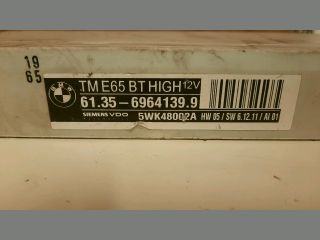 19
65
BMW
TM E65 BT HIGH 12V
61.35-6964139.9
SIEMENS VDO 5WK48002A HW 05 / SW 6.12.11 / AI 01